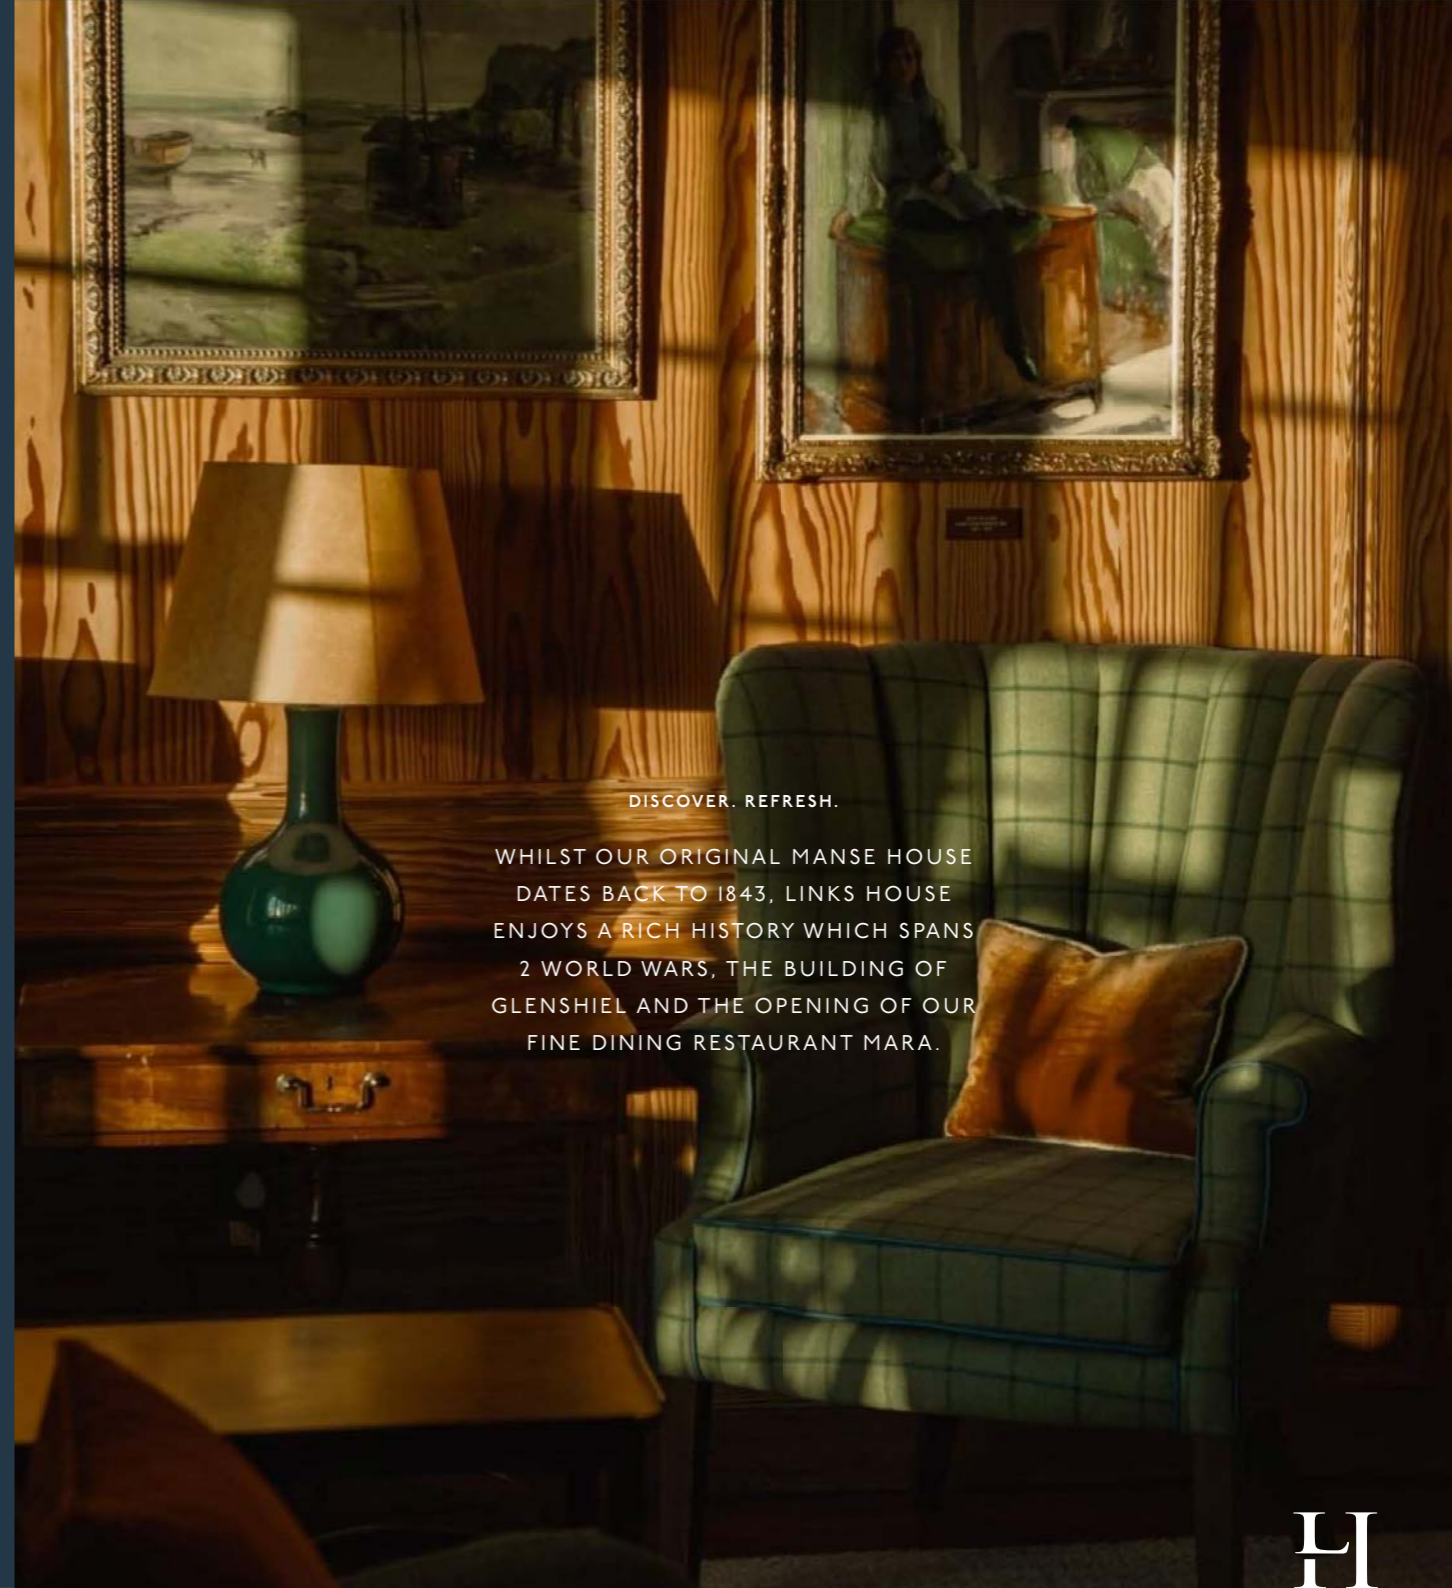 DISCOVER. REFRESH.
WHILST OUR ORIGINAL MANSE HOUSE
DATES BACK TO 1843, LINKS HOUSE
ENJOYS A RICH HISTORY WHICH SPANS
2 WORLD WARS, THE BUILDING OF
GLENSHIEL AND THE OPENING OF OUR
FINE DINING RESTAURANT MARA.
LH